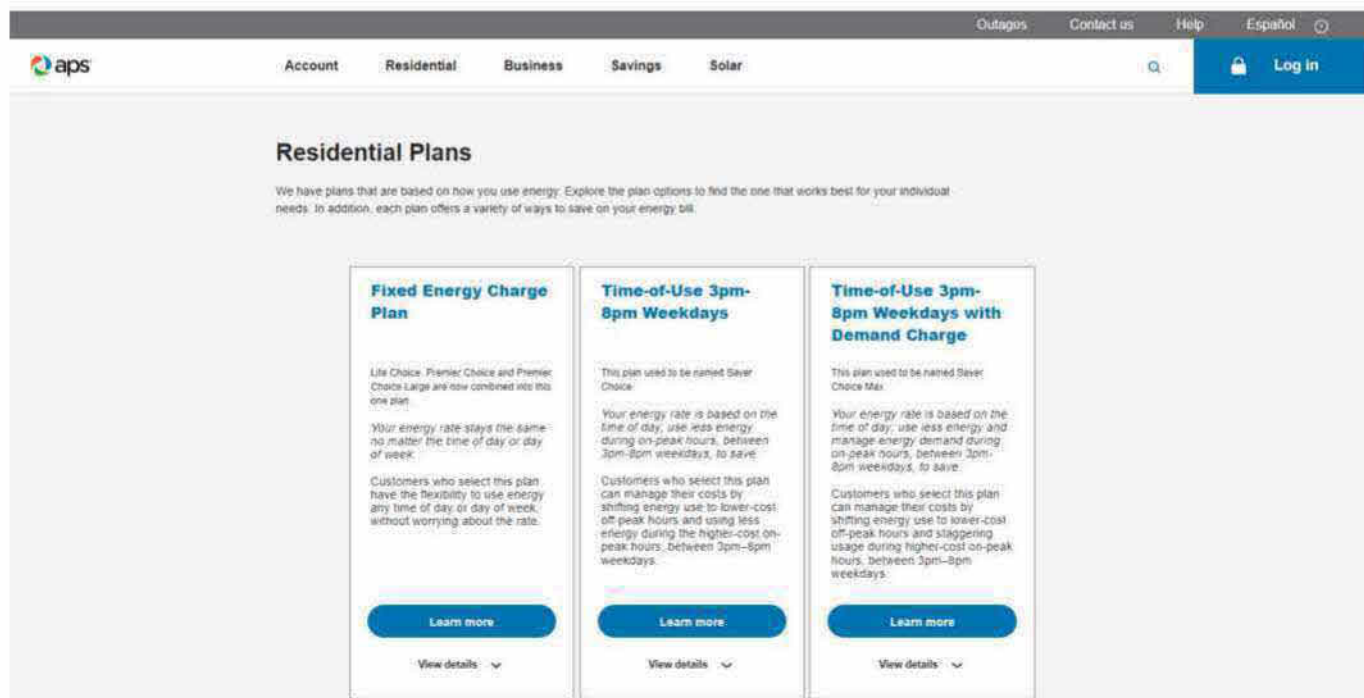 Outages Contact us Help Español
aps Account Residential Business Savings Solar Log in
Residential Plans
We have plans that are based on how you use energy. Explore the plan options to find the one that works best for your individual
needs. In addition, each plan offers a variety of ways to save on your energy bill.
Fixed Energy Charge
Plan
Lite Choice, Premier Choice and Premier
Choice Large are now combined into this
one plan.
Your energy rate stays the same
no matter the time of day or day
of week.
Customers who select this plan
have the flexibility to use energy
any time of day or day of week,
without worrying about the rate.
Learn more
View details
Time-of-Use 3pm-
8pm Weekdays
This plan used to be named Saver
Choice.
Your energy rate is based on the
time of day; use less energy
during on-peak hours, between
3pm-8pm weekdays, to save.
Customers who select this plan
can manage their costs by
shifting energy use to lower-cost
off-peak hours and using less
energy during the higher-cost on-
peak hours, between 3pm–8pm
weekdays.
Learn more
View details
Time-of-Use 3pm-
8pm Weekdays with
Demand Charge
This plan used to be named Saver
Choice Max.
Your energy rate is based on the
time of day; use less energy and
manage energy demand during
on-peak hours, between 3pm-
8pm weekdays, to save.
Customers who select this plan
can manage their costs by
shifting energy use to lower-cost
off-peak hours and staggering
usage during higher-cost on-peak
hours, between 3pm–8pm
weekdays.
Learn more
View details